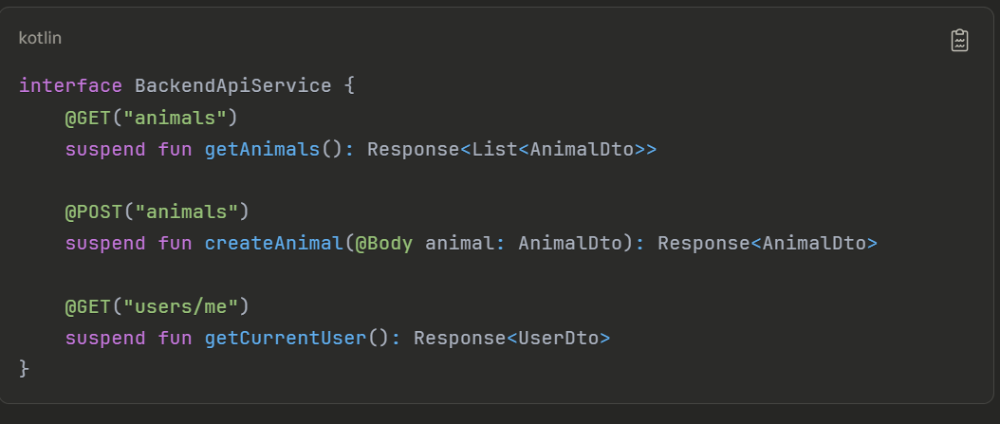 kotlin
interface BackendApiService {
    @GET("animals")
    suspend fun getAnimals(): Response<List<AnimalDto>>
    @POST("animals")
    suspend fun createAnimal(@Body animal: AnimalDto): Response<AnimalDto>
    @GET("users/me")
    suspend fun getCurrentUser(): Response<UserDto>
}